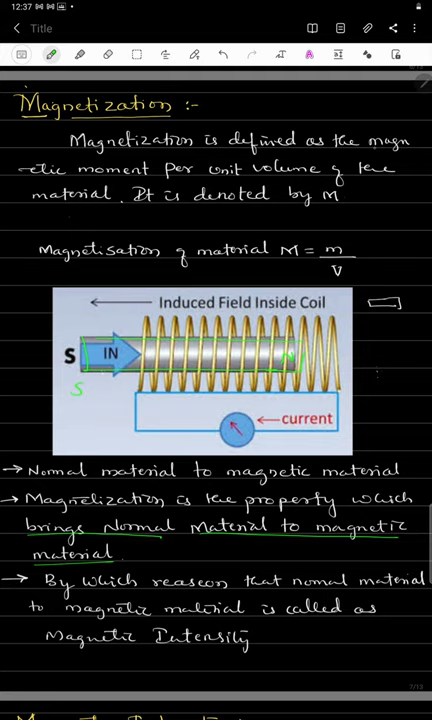 12:37
Title
Magnetization :-
Magnetization is defined as the magn
etic moment per unit volume of the
material. It is denoted by M
Magnetisation of material M = m
V
Induced Field Inside Coil
S IN N
S
current
→ Normal material to magnetic material
→ Magnetization is the property which
brings Normal Material to magnetic
material.
→ By which reason that nomal material
to magnetic material is called as
Magnetic Intensity
7/13